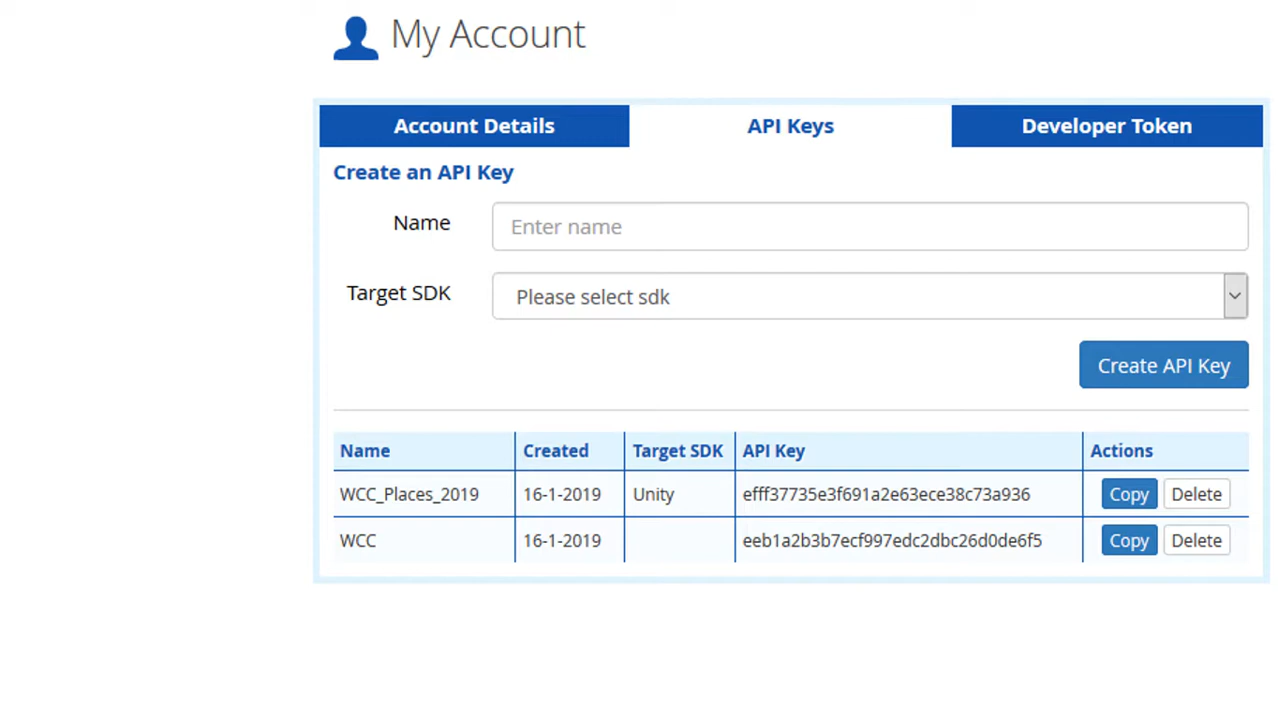 My Account
Account Details API Keys Developer Token
Create an API Key
Name Enter name
Target SDK Please select sdk
Create API Key
Name Created Target SDK API Key Actions
WCC_Places_2019 16-1-2019 Unity efff37735e3f691a2e63ece38c73a936 Copy Delete
WCC 16-1-2019 eeb1a2b3b7ecf997edc2dbc26d0de6f5 Copy Delete